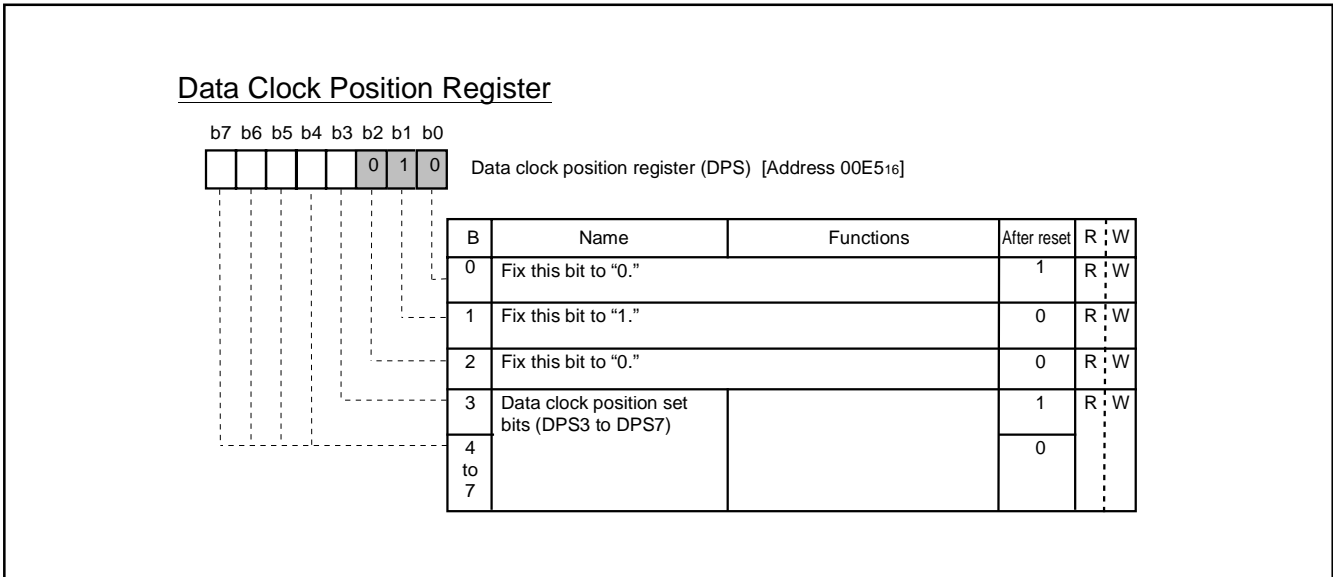 Data Clock Position Register
b7 b6 b5 b4 b3 b2 b1 b0
0 1 0
Data clock position register (DPS) [Address 00E516]
B Name Functions After reset R W
0 Fix this bit to “0.” 1 R W
1 Fix this bit to “1.” 0 R W
2 Fix this bit to “0.” 0 R W
3 Data clock position set 1 R W
bits (DPS3 to DPS7)
4 0
to
7